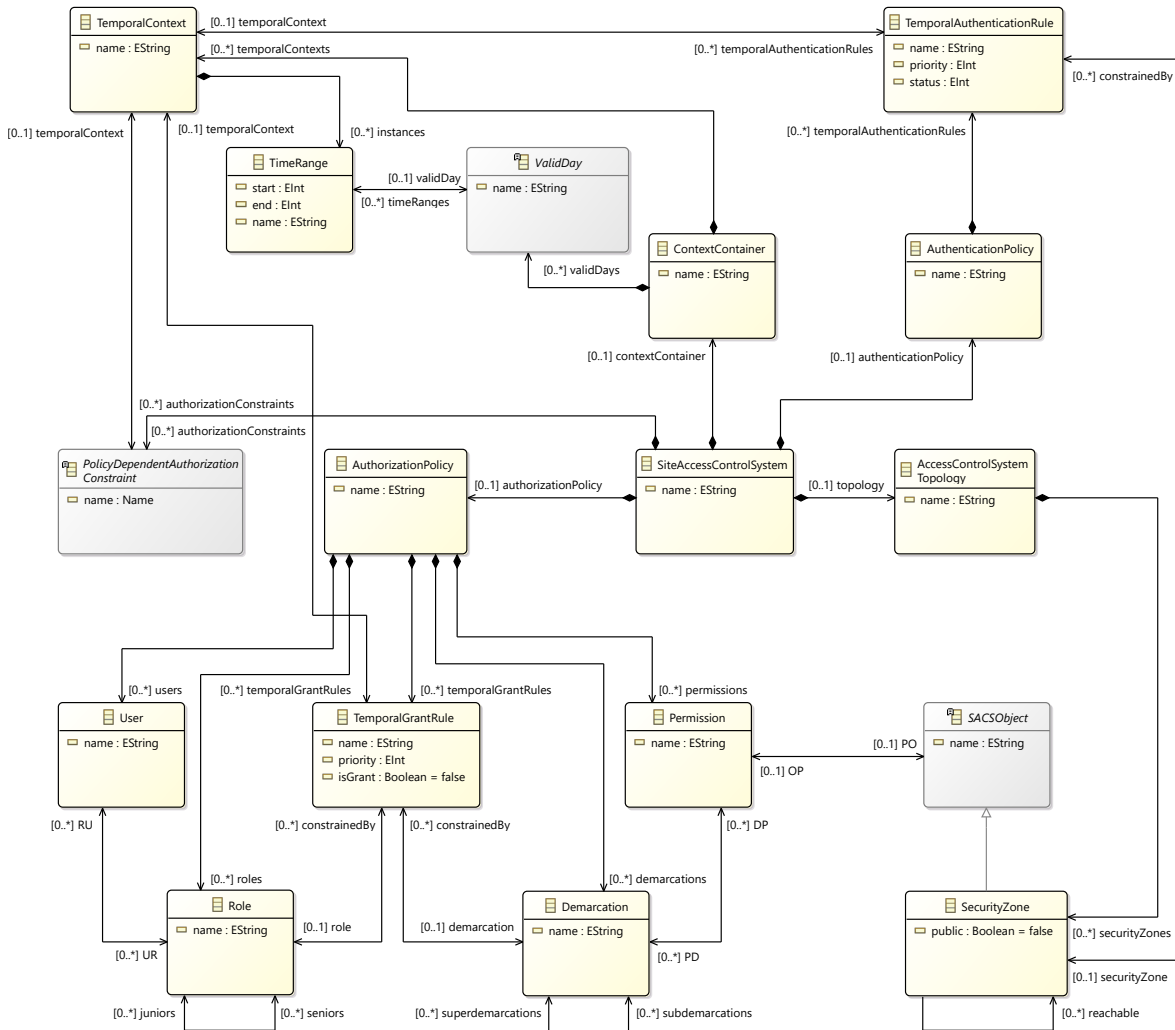 TemporalContext
name : EString
[0..1] temporalContext
[0..*] temporalContexts
[0..*] temporalAuthenticationRules
TemporalAuthenticationRule
name : EString
priority : EInt
status : EInt
[0..*] constrainedBy
[0..1] temporalContext
[0..1] temporalContext
[0..*] instances
[0..*] temporalAuthenticationRules
TimeRange
start : EInt
end : EInt
name : EString
[0..1] validDay
[0..*] timeRanges
ValidDay
name : EString
[0..*] validDays
ContextContainer
name : EString
AuthenticationPolicy
name : EString
[0..1] contextContainer
[0..1] authenticationPolicy
[0..*] authorizationConstraints
[0..*] authorizationConstraints
PolicyDependentAuthorization
Constraint
name : Name
AuthorizationPolicy
name : EString
[0..1] authorizationPolicy
SiteAccessControlSystem
name : EString
[0..1] topology
AccessControlSystem
Topology
name : EString
[0..*] users
[0..*] temporalGrantRules
[0..*] temporalGrantRules
[0..*] permissions
User
name : EString
TemporalGrantRule
name : EString
priority : EInt
isGrant : Boolean = false
Permission
name : EString
[0..1] PO
[0..1] OP
SACSObject
name : EString
[0..*] RU
[0..*] constrainedBy
[0..*] constrainedBy
[0..*] DP
[0..*] roles
[0..*] demarcations
Role
name : EString
[0..1] role
[0..*] UR
[0..1] demarcation
Demarcation
name : EString
[0..*] PD
SecurityZone
public : Boolean = false
[0..*] securityZones
[0..1] securityZone
[0..*] juniors
[0..*] seniors
[0..*] superdemarcations
[0..*] subdemarcations
[0..*] reachable